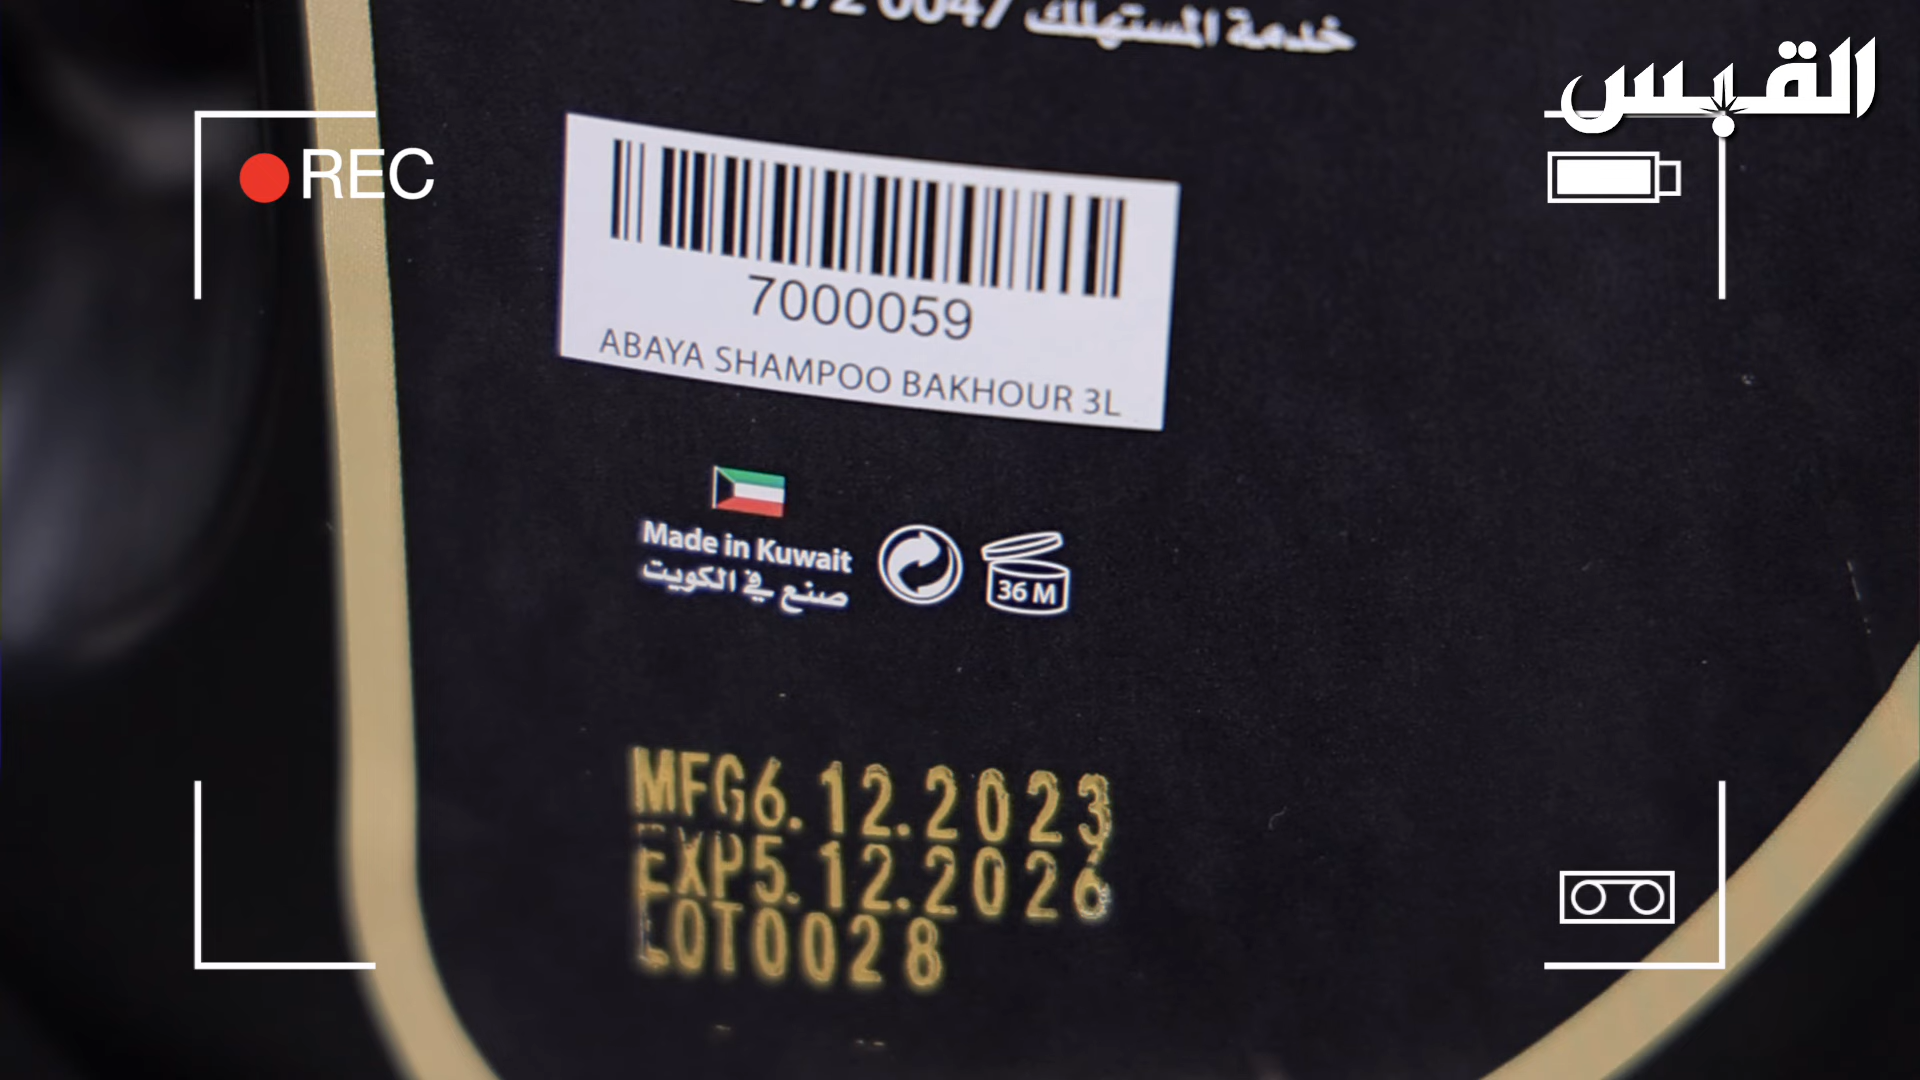 خدمة المستهلك
القبس
REC
7000059
ABAYA SHAMPOO BAKHOUR 3L
Made in Kuwait
صنع في الكويت
36 M
MFG6.12.2023
EXP5.12.2026
LOT0028